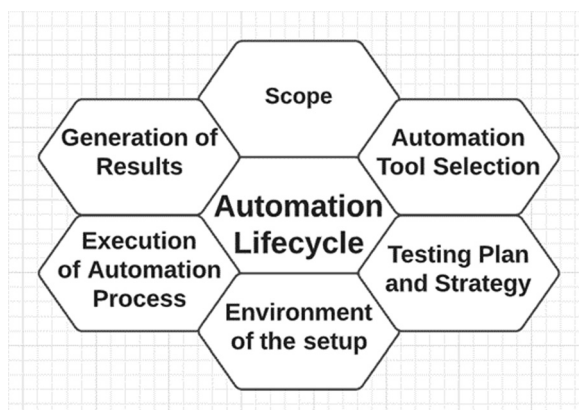 Scope
Automation
Tool Selection
Testing Plan
and Strategy
Environment
of the setup
Execution
of Automation
Process
Generation of
Results
Automation
Lifecycle